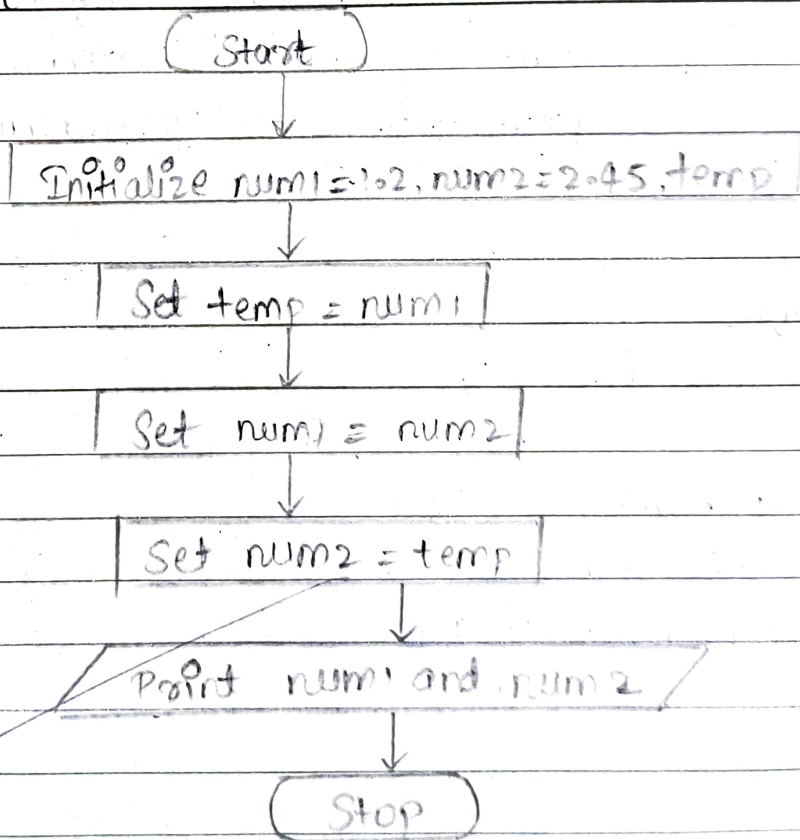 Start
Initialize num1=1.2, num2=2.45, temp
Set temp = num1
Set num1 = num2
Set num2 = temp
Print num1 and num2
Stop